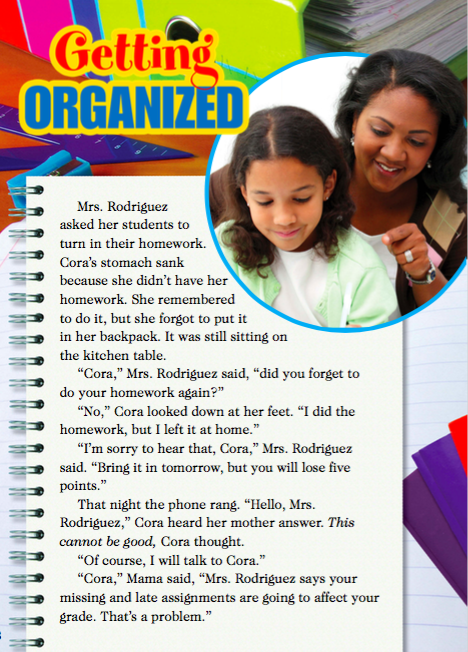 Getting
ORGANIZED
Mrs. Rodriguez
asked her students to
turn in their homework.
Cora's stomach sank
because she didn't have her
homework. She remembered
to do it, but she forgot to put it
in her backpack. It was still sitting on
the kitchen table.
"Cora," Mrs. Rodriguez said, "did you forget to
do your homework again?"
"No," Cora looked down at her feet. "I did the
homework, but I left it at home."
"I'm sorry to hear that, Cora," Mrs. Rodriguez
said. "Bring it in tomorrow, but you will lose five
points."
That night the phone rang. "Hello, Mrs.
Rodriguez," Cora heard her mother answer. This
cannot be good, Cora thought.
"Of course, I will talk to Cora."
"Cora," Mama said, "Mrs. Rodriguez says your
missing and late assignments are going to affect your
grade. That's a problem."